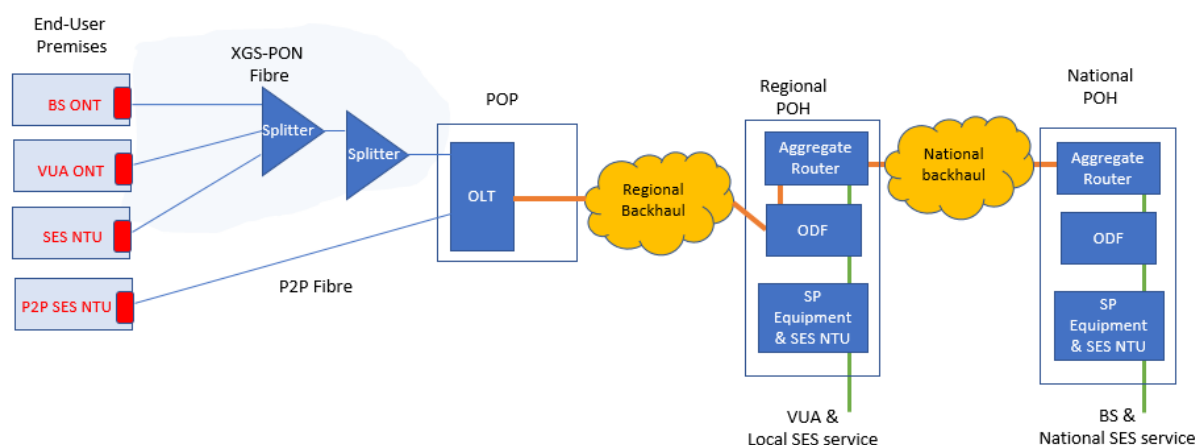 End-User
Premises
BS ONT
VUA ONT
SES NTU
P2P SES NTU
XGS-PON
Fibre
Splitter
Splitter
P2P Fibre
POP
OLT
Regional
Backhaul
Regional
POH
Aggregate
Router
ODF
SP
Equipment
& SES NTU
VUA &
Local SES service
National
backhaul
National
POH
Aggregate
Router
ODF
SP
Equipment
& SES NTU
BS &
National SES service